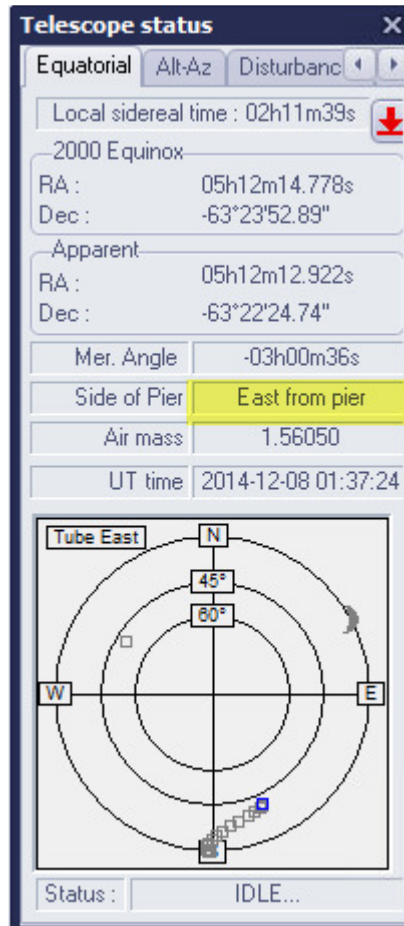 Telescope status
Equatorial Alt-Az Disturbanc
Local sidereal time : 02h11m39s
2000 Equinox
RA : 05h12m14.778s
Dec : -63°23'52.89"
Apparent
RA : 05h12m12.922s
Dec : -63°22'24.74"
Mer. Angle -03h00m36s
Side of Pier East from pier
Air mass 1.56050
UT time 2014-12-08 01:37:24
Tube East
N
45°
60°
W E
Status : IDLE...